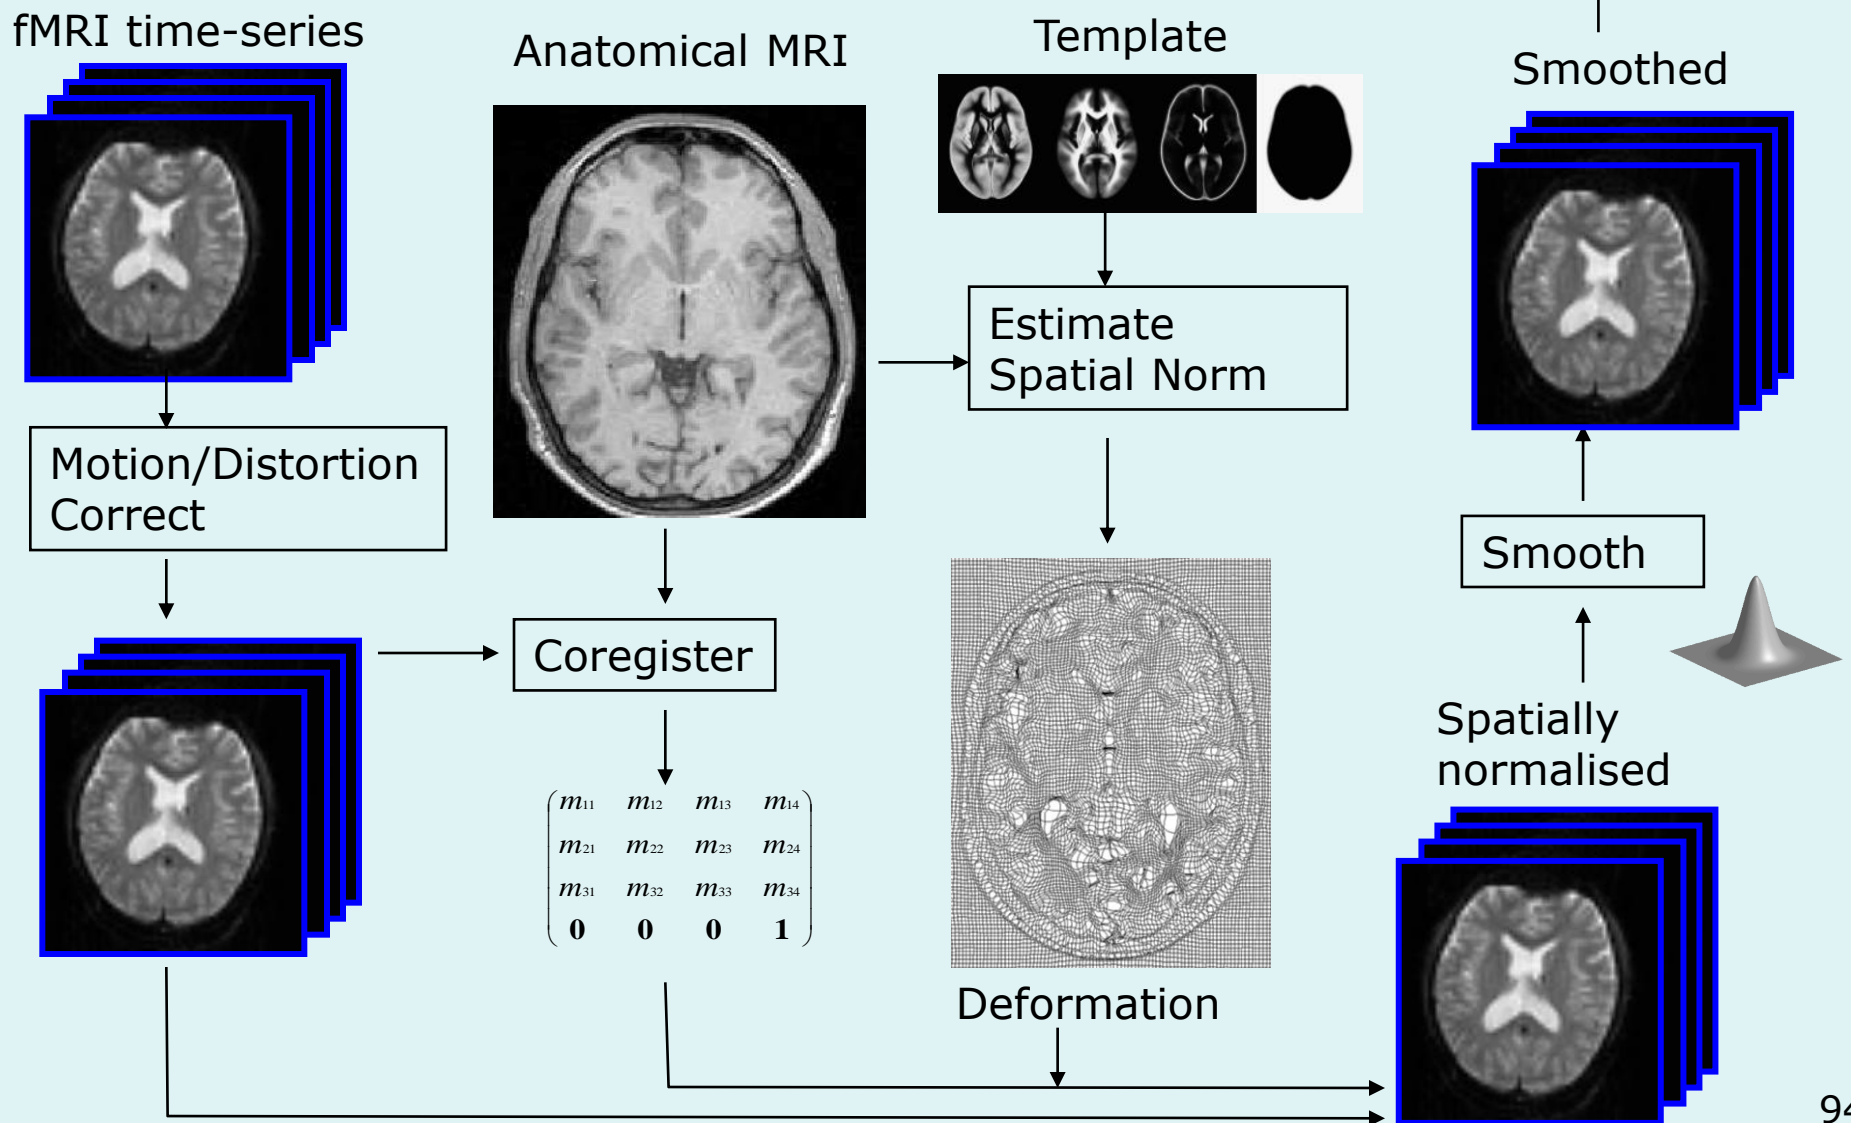 fMRI time-series
Anatomical MRI
Template
Smoothed
Estimate
Spatial Norm
Motion/Distortion
Correct
Smooth
Coregister
Spatially
normalised
m11 m12 m13 m14
m21 m22 m23 m24
m31 m32 m33 m34
0 0 0 1
Deformation
94